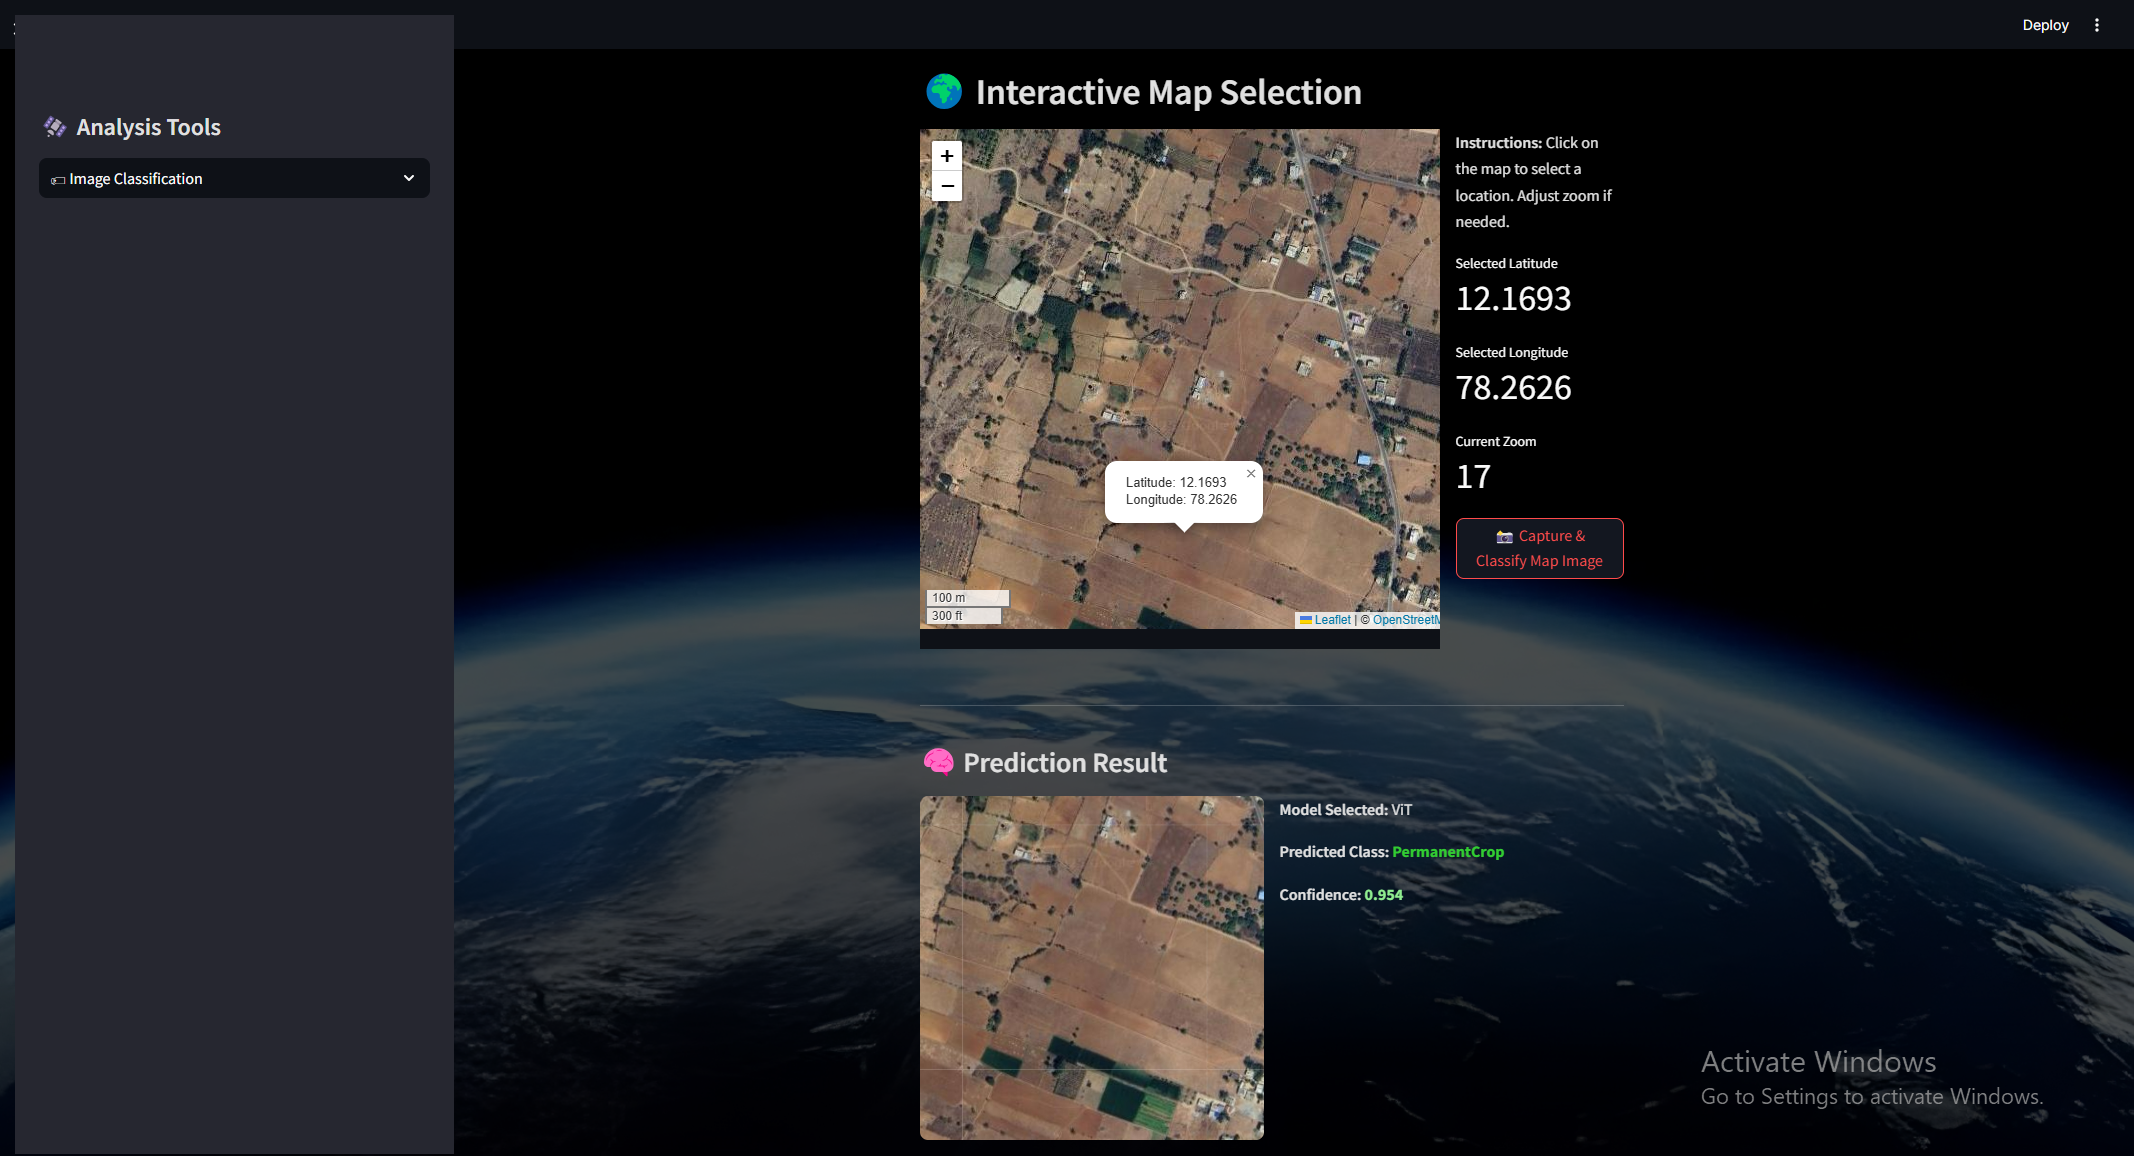 Deploy
Analysis Tools
Image Classification
Interactive Map Selection
+
−
Latitude: 12.1693
Longitude: 78.2626
×
100 m
300 ft
Leaflet | © OpenStreetM
Instructions: Click on
the map to select a
location. Adjust zoom if
needed.
Selected Latitude
12.1693
Selected Longitude
78.2626
Current Zoom
17
Capture &
Classify Map Image
Prediction Result
Model Selected: ViT
Predicted Class: PermanentCrop
Confidence: 0.954
Activate Windows
Go to Settings to activate Windows.